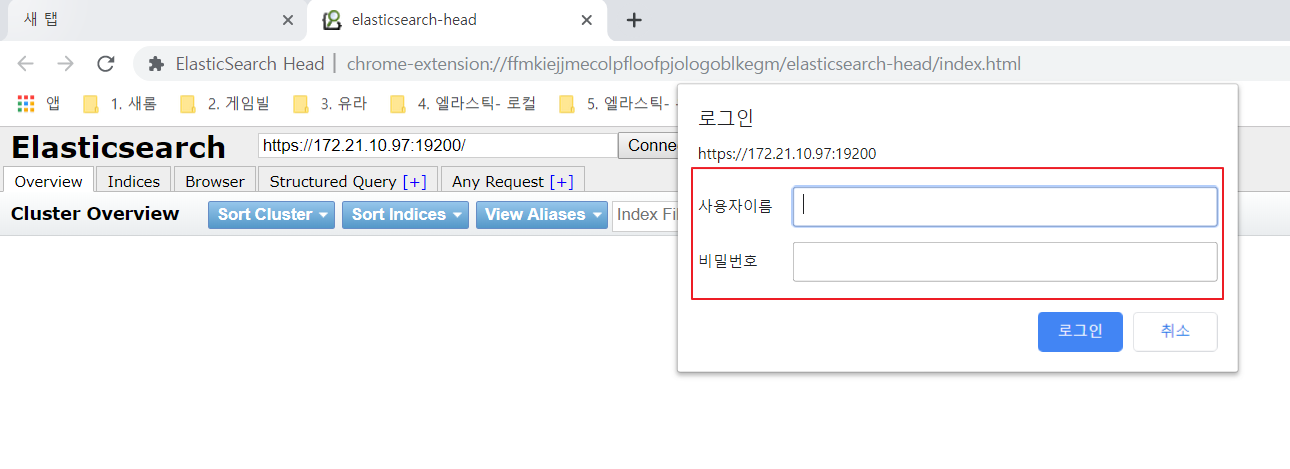 새 탭
elasticsearch-head
ElasticSearch Head | chrome-extension://ffmkiejjmecolpfloofpjologoblkegm/elasticsearch-head/index.html
앱 1. 새롬 2. 게임빌 3. 유라 4. 엘라스틱- 로컬 5. 엘라스틱-
Elasticsearch https://172.21.10.97:19200/ Conne
Overview Indices Browser Structured Query [+] Any Request [+]
Cluster Overview Sort Cluster Sort Indices View Aliases Index Fil
로그인
https://172.21.10.97:19200
사용자이름
비밀번호
로그인 취소